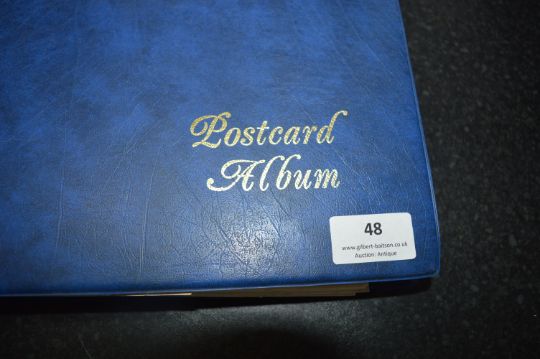 Postcard
Album
48
www.gilbert-baitson.co.uk
Auction: Antique